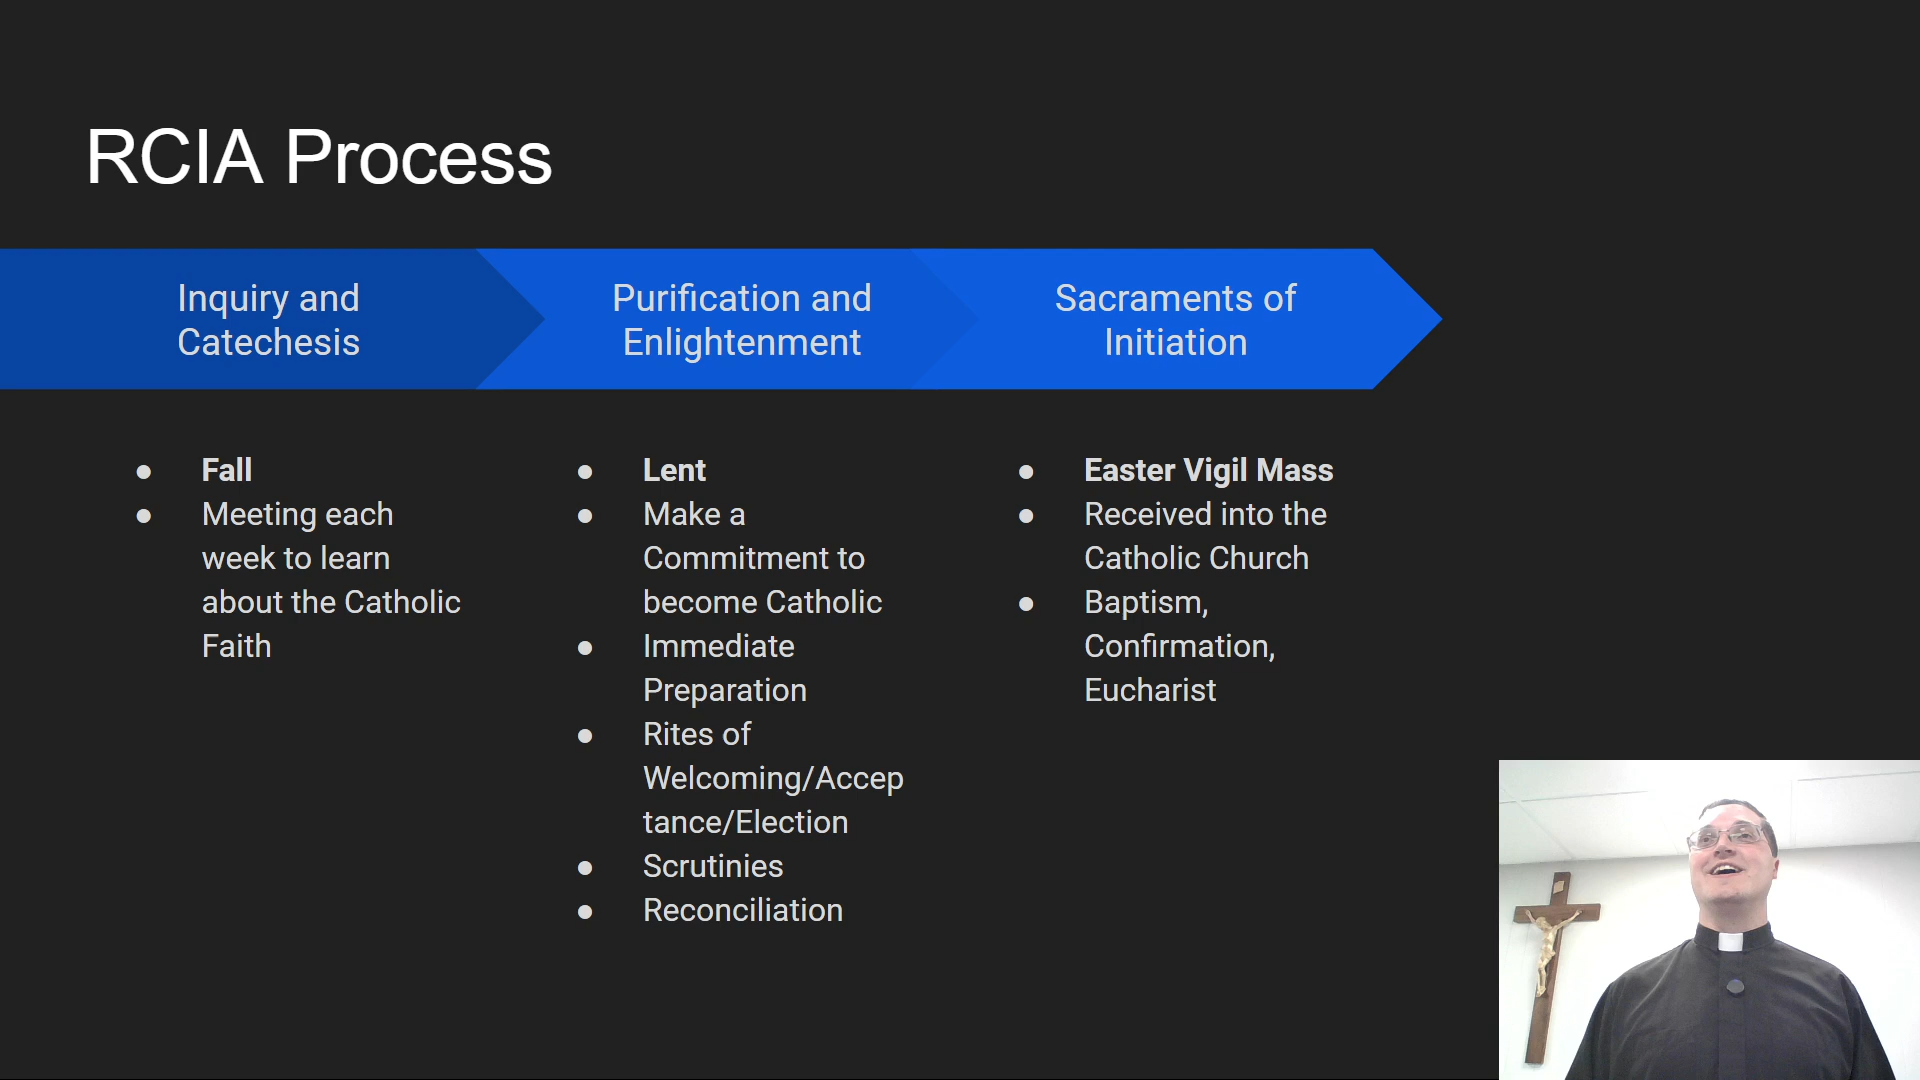 RCIA Process
Inquiry and
Catechesis
Purification and
Enlightenment
Sacraments of
Initiation
● Fall
● Meeting each
week to learn
about the Catholic
Faith
● Lent
● Make a
Commitment to
become Catholic
● Immediate
Preparation
● Rites of
Welcoming/Accep
tance/Election
● Scrutinies
● Reconciliation
● Easter Vigil Mass
● Received into the
Catholic Church
● Baptism,
Confirmation,
Eucharist